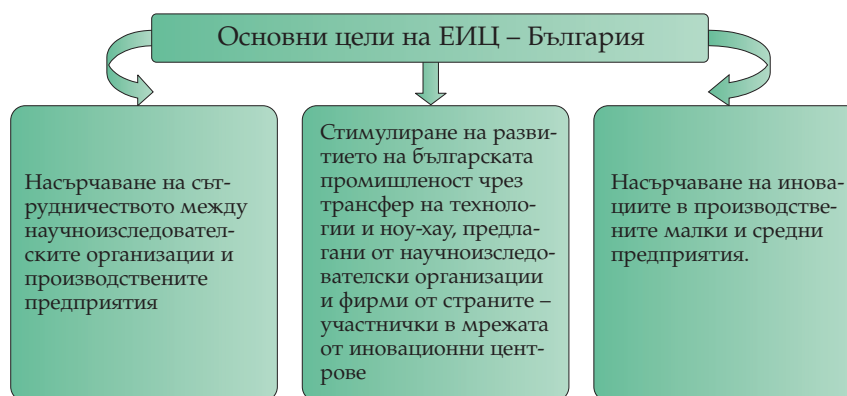 Основни цели на ЕИЦ – България
Насърчаване на сът-
рудничеството между
научноизследовател-
ските организации и
производствените
предприятия
Стимулиране на разви-
тието на българската
промишленост чрез
трансфер на техноло-
гии и ноу-хау, предла-
гани от научноизследо-
вателски организации
и фирми от страните –
участнички в мрежата
от иновационни цент-
рове
Насърчаване на инова-
циите в производстве-
ните малки и средни
предприятия.